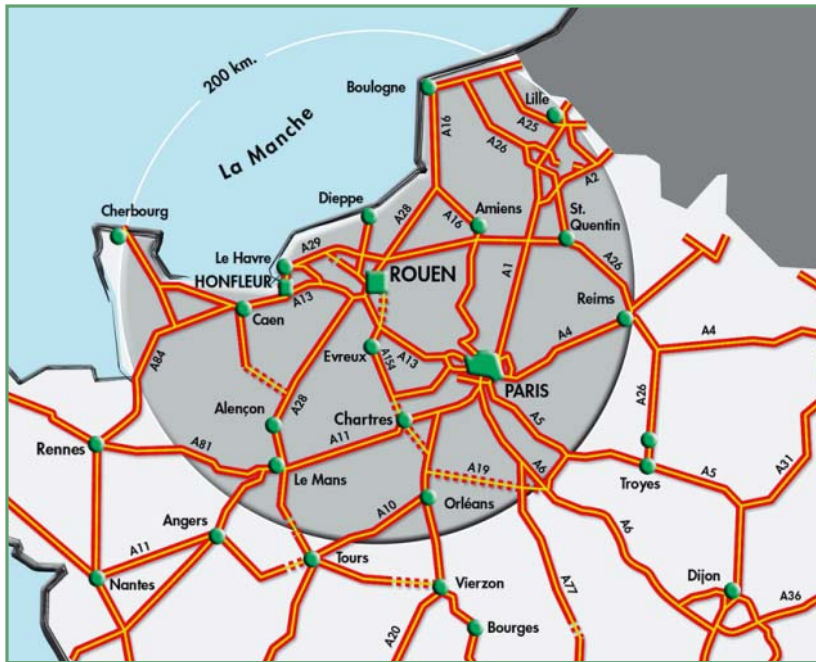 200 km.
La Manche
Boulogne
Lille
A25
A16
A26
A2
Dieppe
A28
A16
Amiens
St.
Quentin
Cherbourg
A29
Le Havre
HONFLEUR
ROUEN
A1
A26
A13
Caen
Reims
A84
Evreux
A154
A13
A4
A4
PARIS
A26
Alençon
A28
Chartres
A5
Rennes
A81
A11
A6
A31
Le Mans
A19
Troyes
A5
A10
Orléans
Angers
A6
A11
Tours
Nantes
Vierzon
A77
Dijon
A36
A20
Bourges